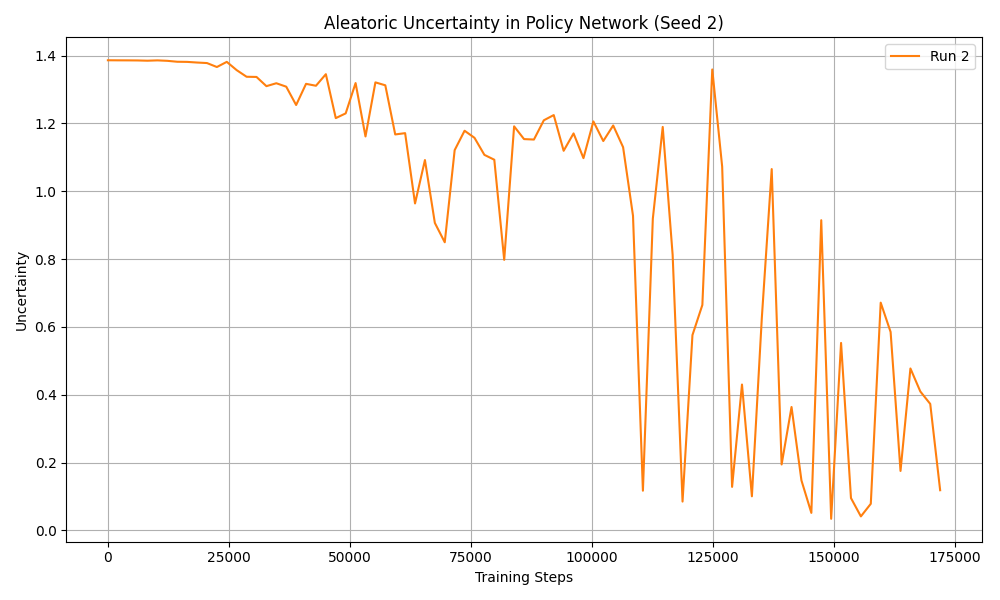 Aleatoric Uncertainty in Policy Network (Seed 2)
Run 2
Uncertainty
1.4
1.2
1.0
0.8
0.6
0.4
0.2
0.0
0 25000 50000 75000 100000 125000 150000 175000
Training Steps